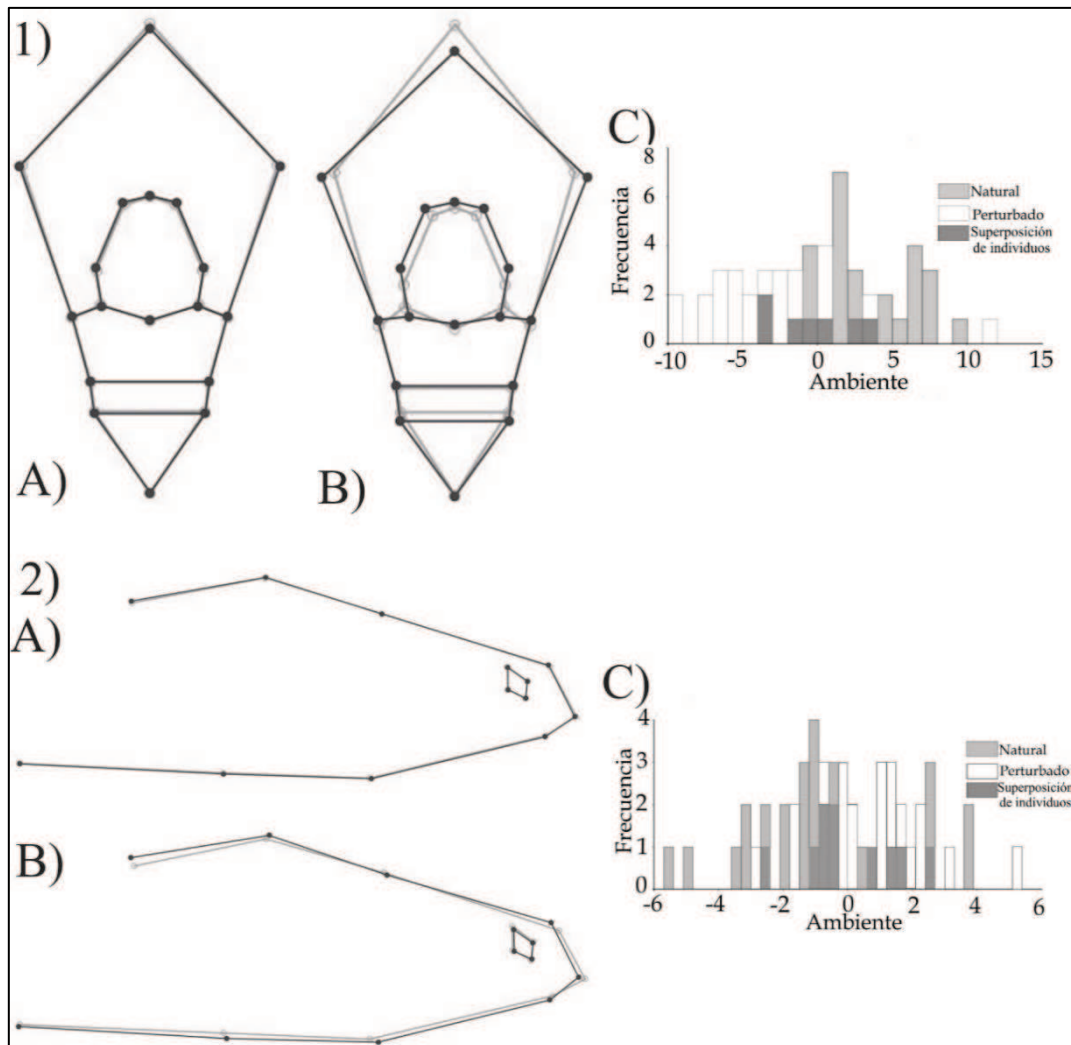 1)
A)
B)
C)
Frecuencia
8
6
4
2
0
-10
-5
0
5
10
15
Ambiente
Natural
Perturbado
Superposición
de individuos
2)
A)
B)
C)
Frecuencia
4
3
2
1
0
-6
-4
-2
0
2
4
6
Ambiente
Natural
Perturbado
Superposición
de individuos